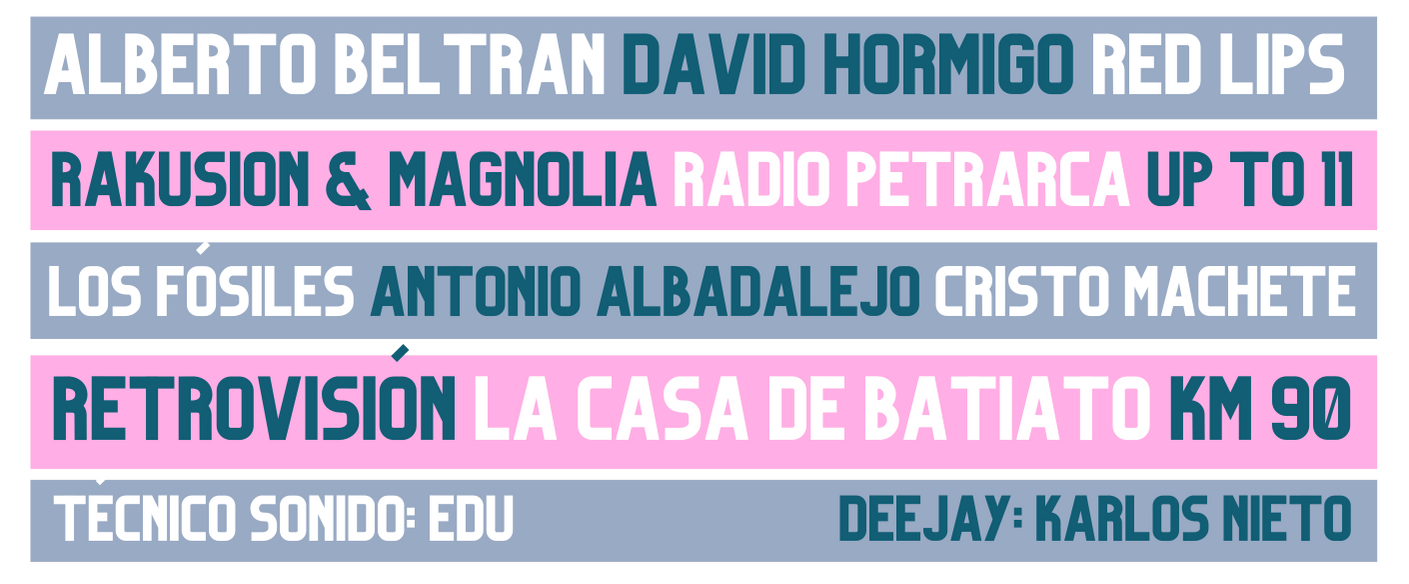 ALBERTO BELTRAN DAVID HORMIGO RED LIPS
RAKUSION & MAGNOLIA RADIO PETRARCA UP TO 11
LOS FÓSILES ANTONIO ALBADALEJO CRISTO MACHETE
RETROVISIÓN LA CASA DE BATIATO KM 90
TÉCNICO SONIDO: EDU DEEJAY: KARLOS NIETO